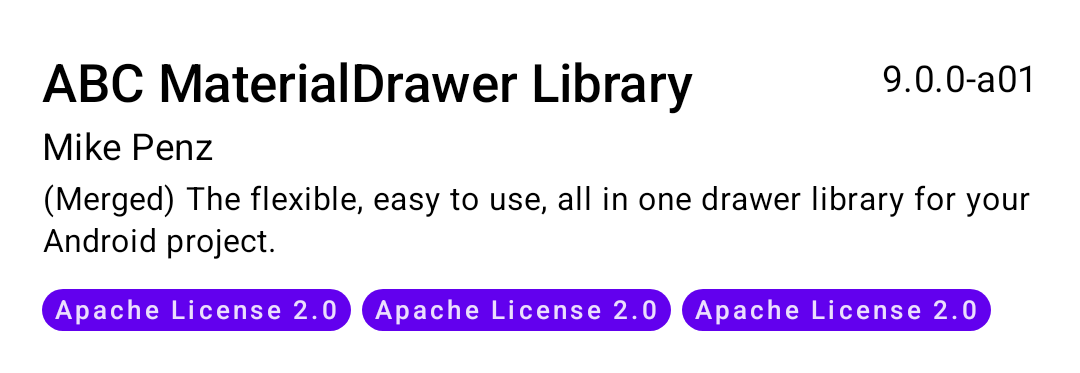 ABC MaterialDrawer Library 9.0.0-a01
Mike Penz
(Merged) The flexible, easy to use, all in one drawer library for your
Android project.
Apache License 2.0 Apache License 2.0 Apache License 2.0